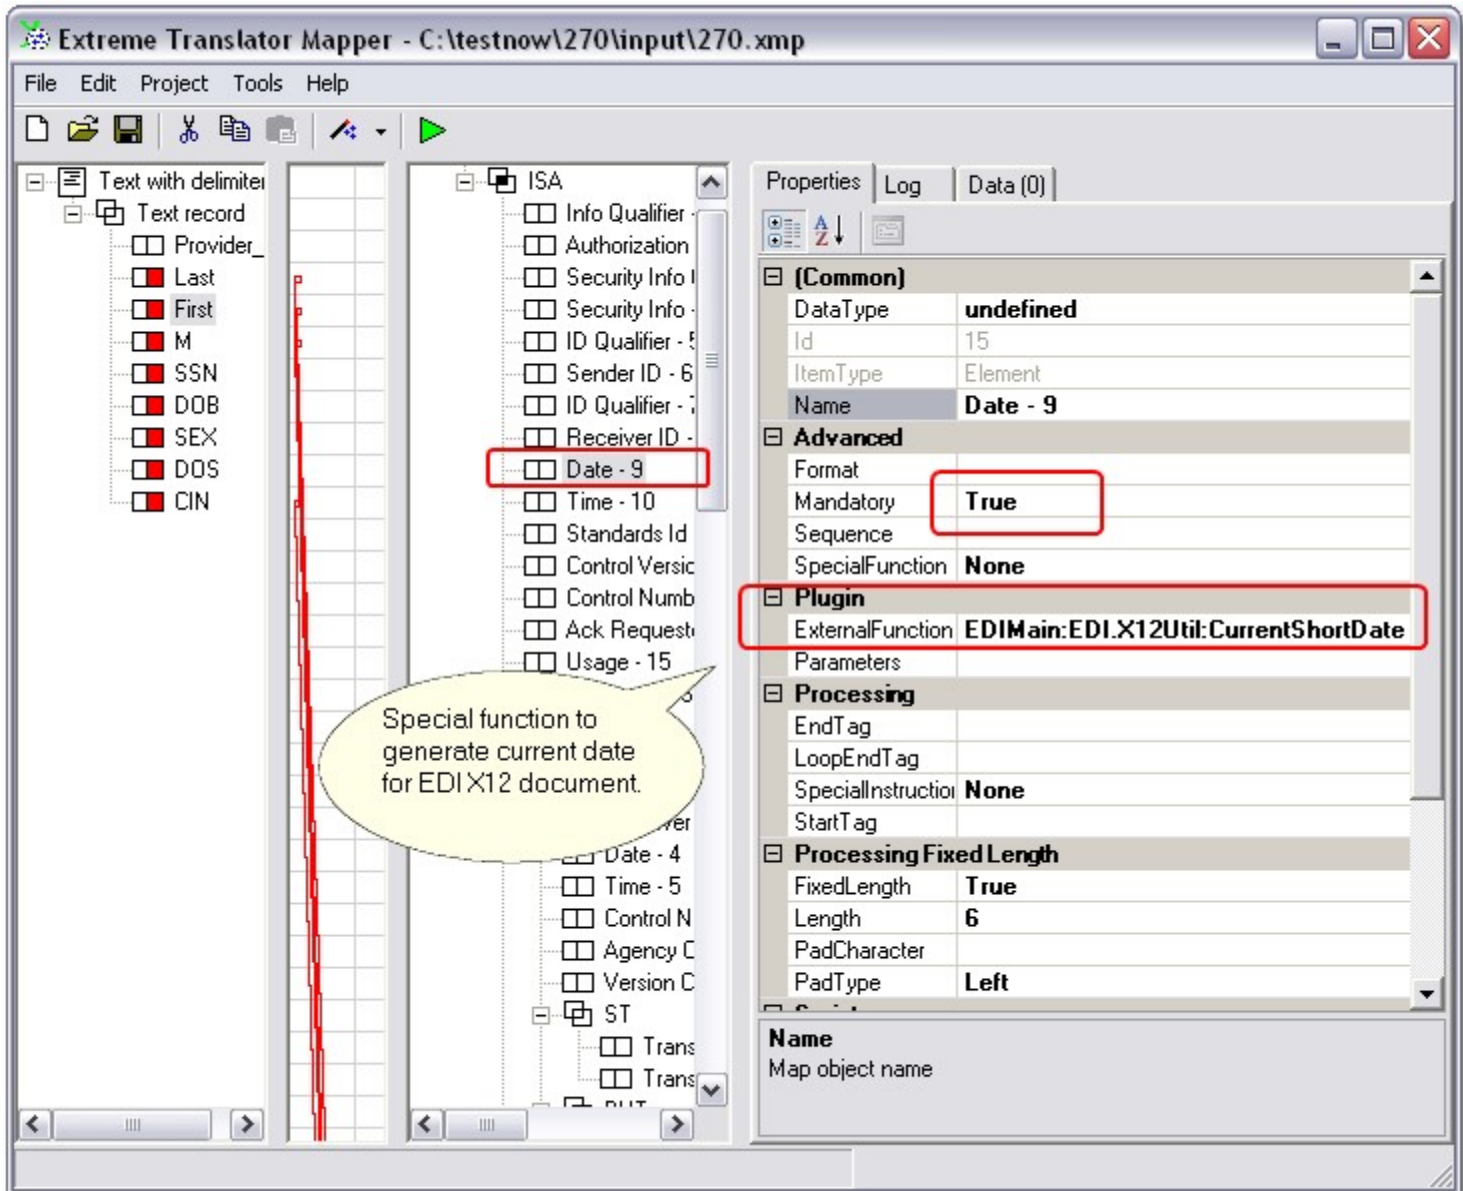 Extreme Translator Mapper - C:\testnow\270\input\270.xmp
File Edit Project Tools Help
Text with delimiter
Text record
Provider_
Last
First
M
SSN
DOB
SEX
DOS
CIN
ISA
Info Qualifier -
Authorization
Security Info
Security Info -
ID Qualifier - 5
Sender ID - 6
ID Qualifier - 7
Receiver ID -
Date - 9
Time - 10
Standards Id
Control Versio
Control Numb
Ack Requeste
Usage - 15
Special function to
generate current date
for EDI X12 document.
ver
Date - 4
Time - 5
Control N
Agency C
Version C
ST
Trans
Trans
Properties Log Data (0)
(Common)
DataType undefined
Id 15
ItemType Element
Name Date - 9
Advanced
Format
Mandatory True
Sequence
SpecialFunction None
Plugin
ExternalFunction EDIMain:EDI.X12Util:CurrentShortDate
Parameters
Processing
EndTag
LoopEndTag
SpecialInstructio None
StartTag
Processing Fixed Length
FixedLength True
Length 6
PadCharacter
PadType Left
Name
Map object name